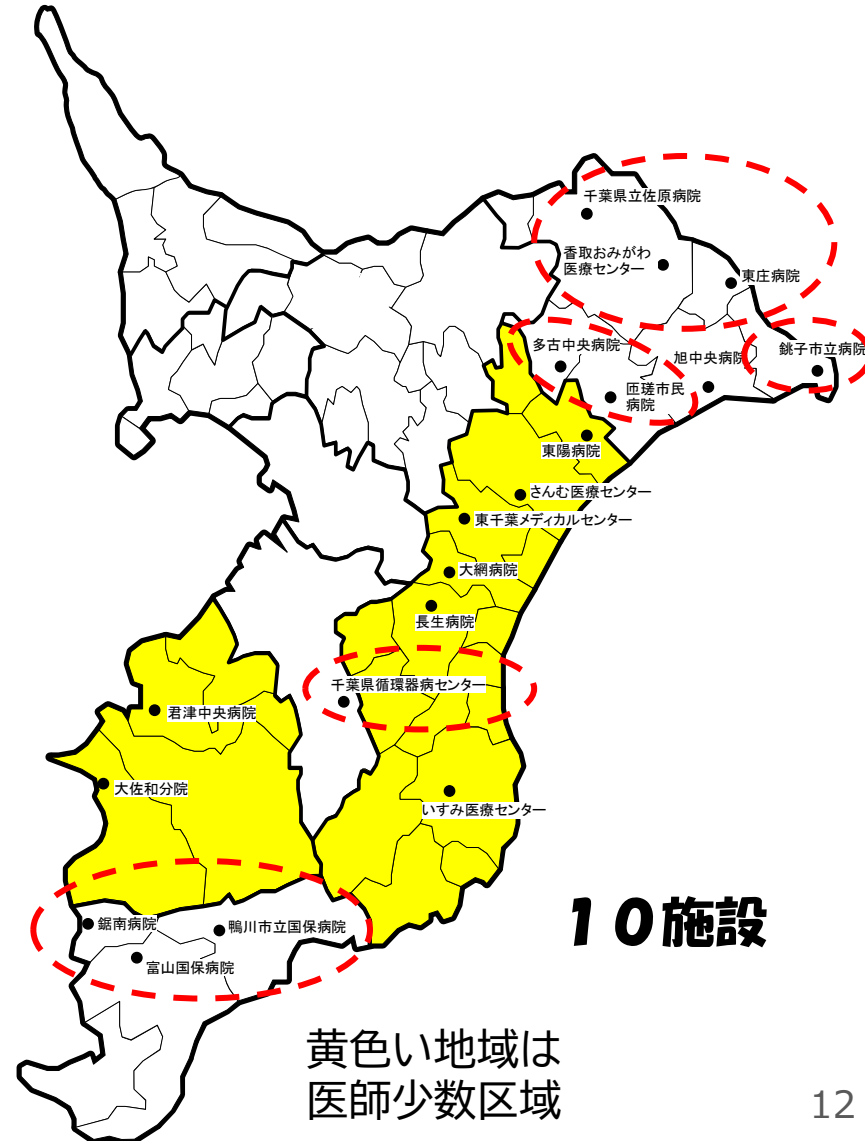 千葉県立佐原病院
香取おみがわ
医療センター
東庄病院
多古中央病院
旭中央病院
銚子市立病院
匝瑳市民
病院
東陽病院
さんむ医療センター
東千葉メディカルセンター
大網病院
長生病院
千葉県循環器病センター
君津中央病院
大佐和分院
いすみ医療センター
鋸南病院
鴨川市立国保病院
富山国保病院
10施設
黄色い地域は
医師少数区域
12